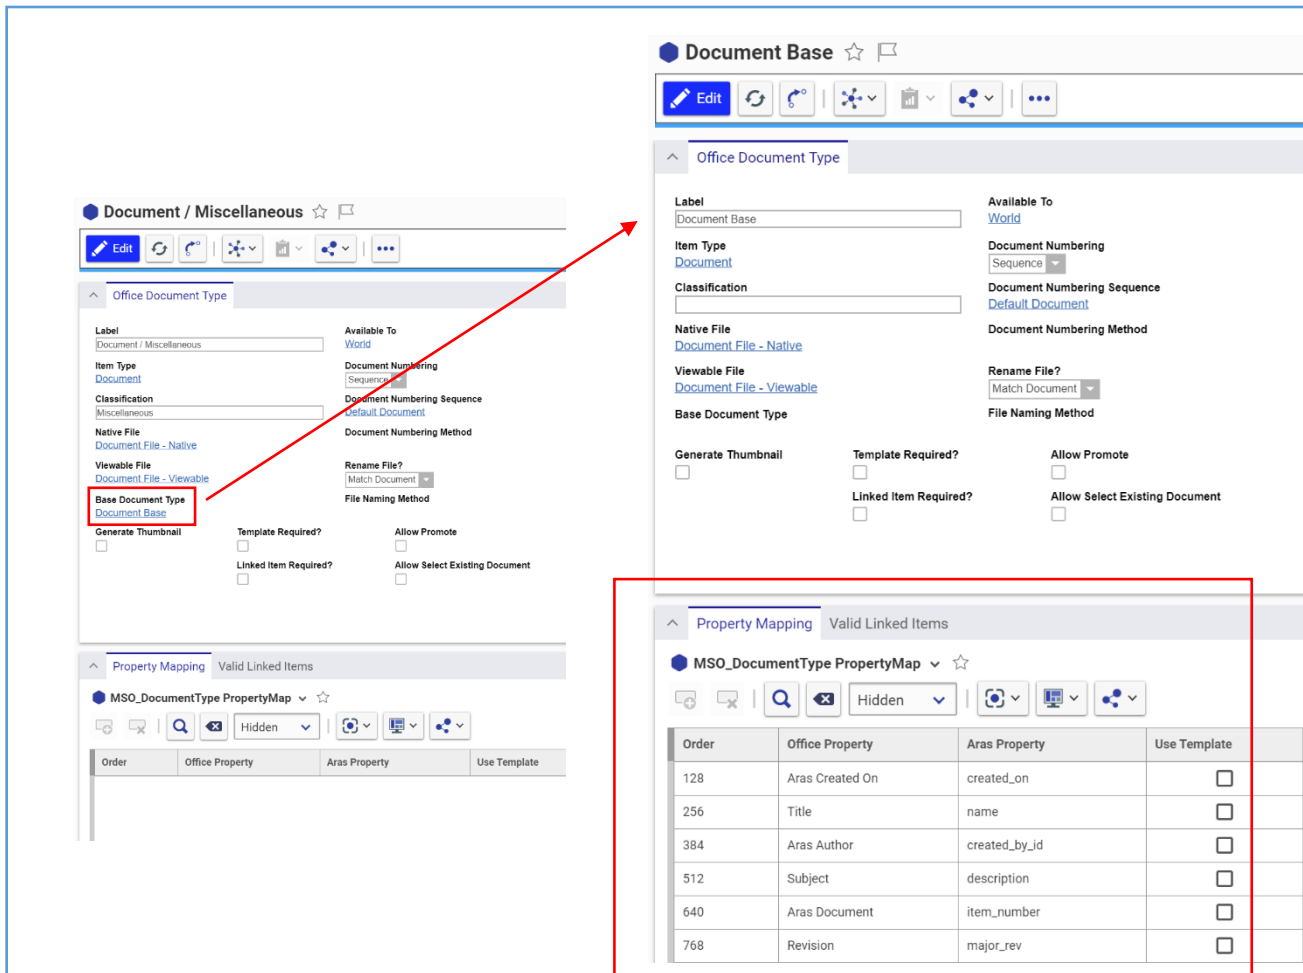 Document / Miscellaneous
Edit
Office Document Type
Label
Available To
Document / Miscellaneous
World
Item Type
Document Numbering
Document
Sequence
Classification
Document Numbering Sequence
Miscellaneous
Default Document
Native File
Document Numbering Method
Document File - Native
Viewable File
Rename File?
Document File - Viewable
Match Document
Base Document Type
File Naming Method
Document Base
Generate Thumbnail
Template Required?
Allow Promote
Linked Item Required?
Allow Select Existing Document
Property Mapping
Valid Linked Items
MSO_DocumentType PropertyMap
Hidden
Order
Office Property
Aras Property
Use Template
Document Base
Edit
Office Document Type
Label
Available To
Document Base
World
Item Type
Document Numbering
Document
Sequence
Classification
Document Numbering Sequence
Default Document
Native File
Document Numbering Method
Document File - Native
Viewable File
Rename File?
Document File - Viewable
Match Document
Base Document Type
File Naming Method
Generate Thumbnail
Template Required?
Allow Promote
Linked Item Required?
Allow Select Existing Document
Property Mapping
Valid Linked Items
MSO_DocumentType PropertyMap
Hidden
Order Office Property Aras Property Use Template
128 Aras Created On created_on
256 Title name
384 Aras Author created_by_id
512 Subject description
640 Aras Document item_number
768 Revision major_rev